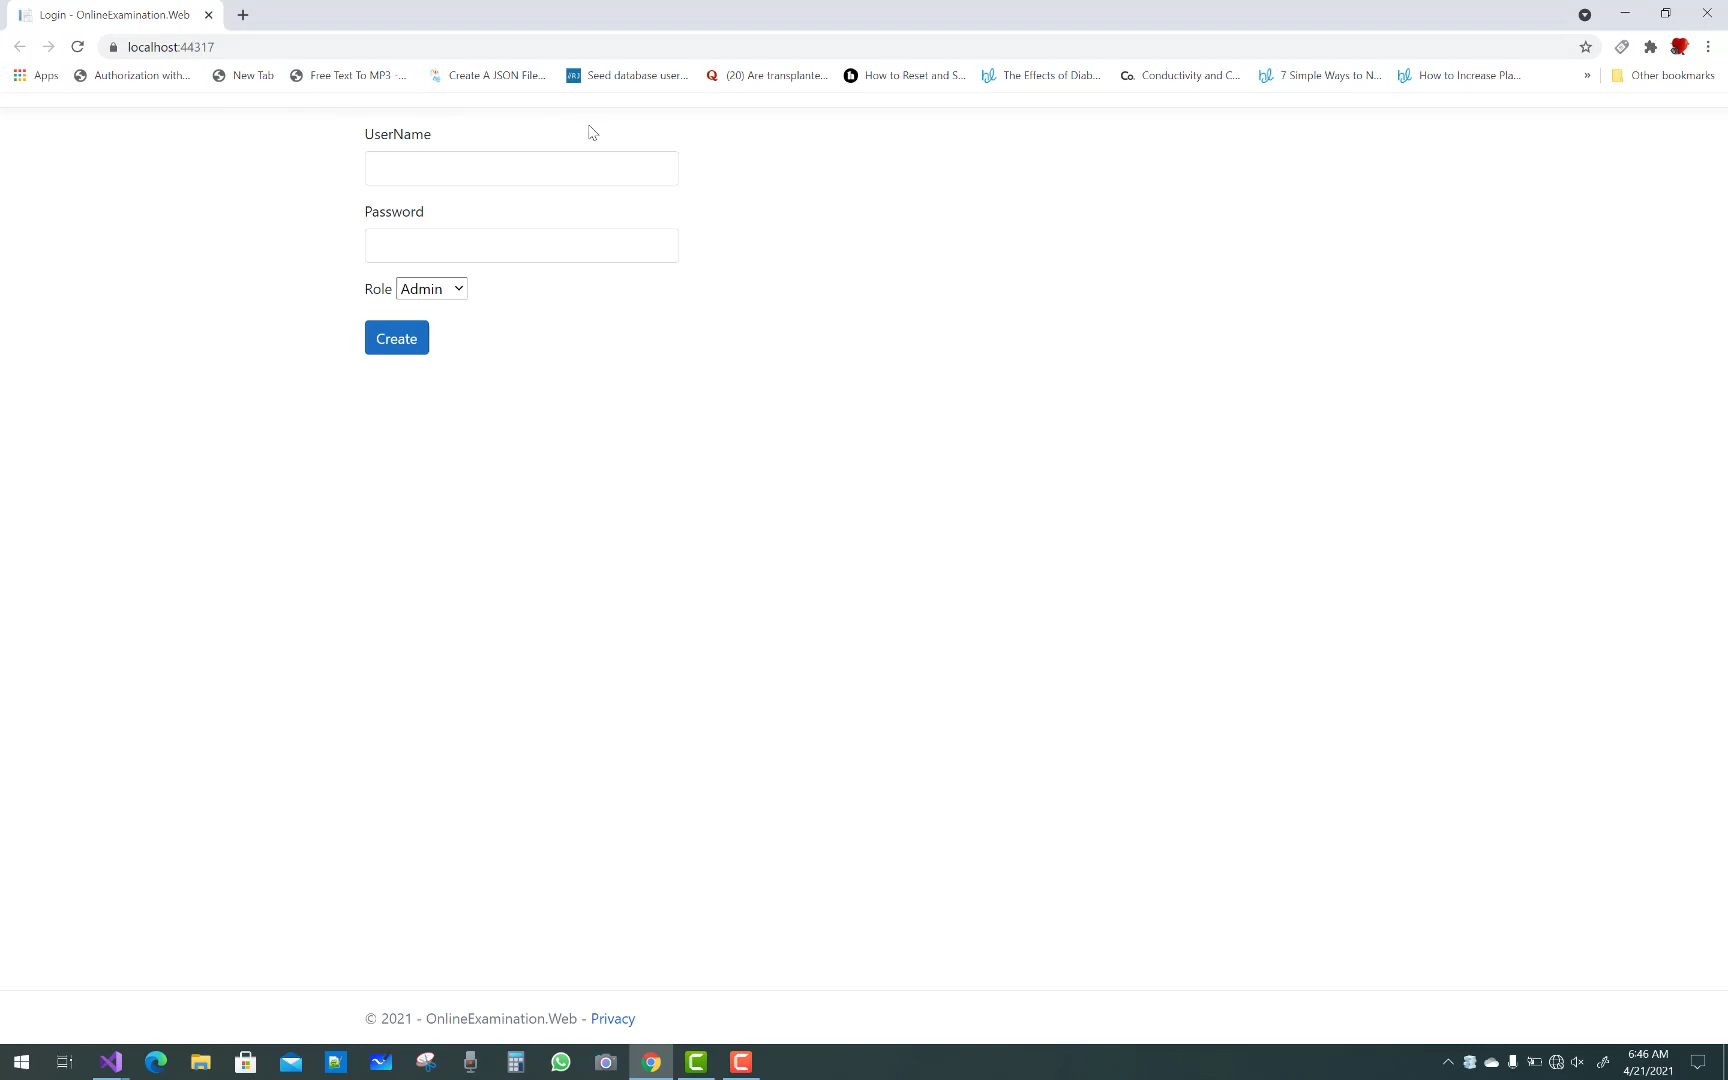 Login - OnlineExamination.Web
localhost:44317
Apps Authorization with... New Tab Free Text To MP3 -... Create A JSON File... Seed database user... (20) Are transplante... How to Reset and S... The Effects of Diab... Co. Conductivity and C... 7 Simple Ways to N... How to Increase Pla... » Other bookmarks
UserName
Password
Role Admin
Create
© 2021 - OnlineExamination.Web - Privacy
6:46 AM
4/21/2021